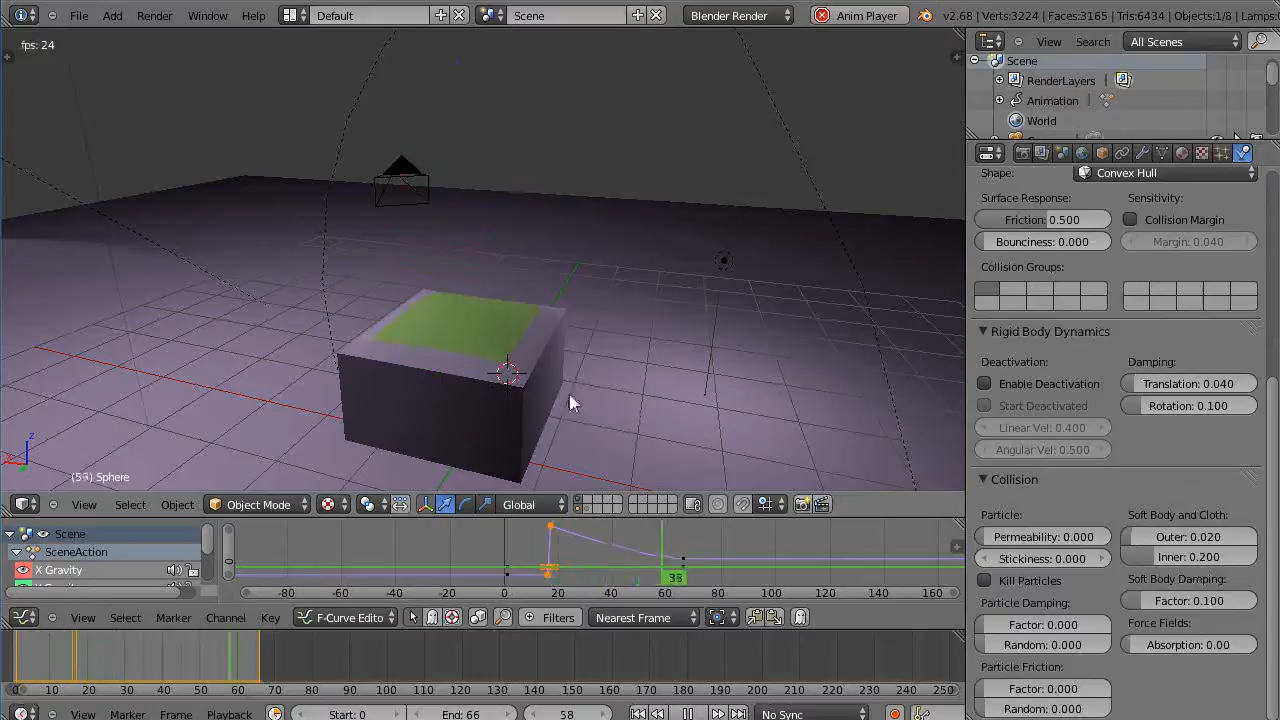 File Add Render Window Help Default Scene Blender Render Anim Player v2.68 | Verts:3224 | Faces:3165 | Tris:6434 | Objects:1/8 | Lamps:
fps: 24
View Search All Scenes
Scene
RenderLayers
Animation
World
Shape: Convex Hull
Surface Response: Sensitivity:
Friction: 0.500 Collision Margin
Bounciness: 0.000 Margin: 0.040
Collision Groups:
Rigid Body Dynamics
Deactivation: Damping:
Enable Deactivation Translation: 0.040
Start Deactivated Rotation: 0.100
Linear Vel: 0.400
Angular Vel: 0.500
Collision
Particle: Soft Body and Cloth:
Permeability: 0.000 Outer: 0.020
Stickiness: 0.000 Inner: 0.200
Kill Particles Soft Body Damping:
Factor: 0.100
Particle Damping: Force Fields:
Factor: 0.000 Absorption: 0.00
Random: 0.000
Particle Friction:
Factor: 0.000
Random: 0.000
z
Sphere
View Select Object Object Mode Global
Scene
SceneAction
X Gravity
-80 -60 -40 -20 0 20 40 60 80 100 120 140 160
View Select Marker Channel Key F-Curve Edito Filters Nearest Frame
0 10 20 30 40 50 60 70 80 90 100 110 120 130 140 150 160 170 180 190 200 210 220 230 240 250
View Marker Frame Playback Start: 0 End: 66 58 No Sync